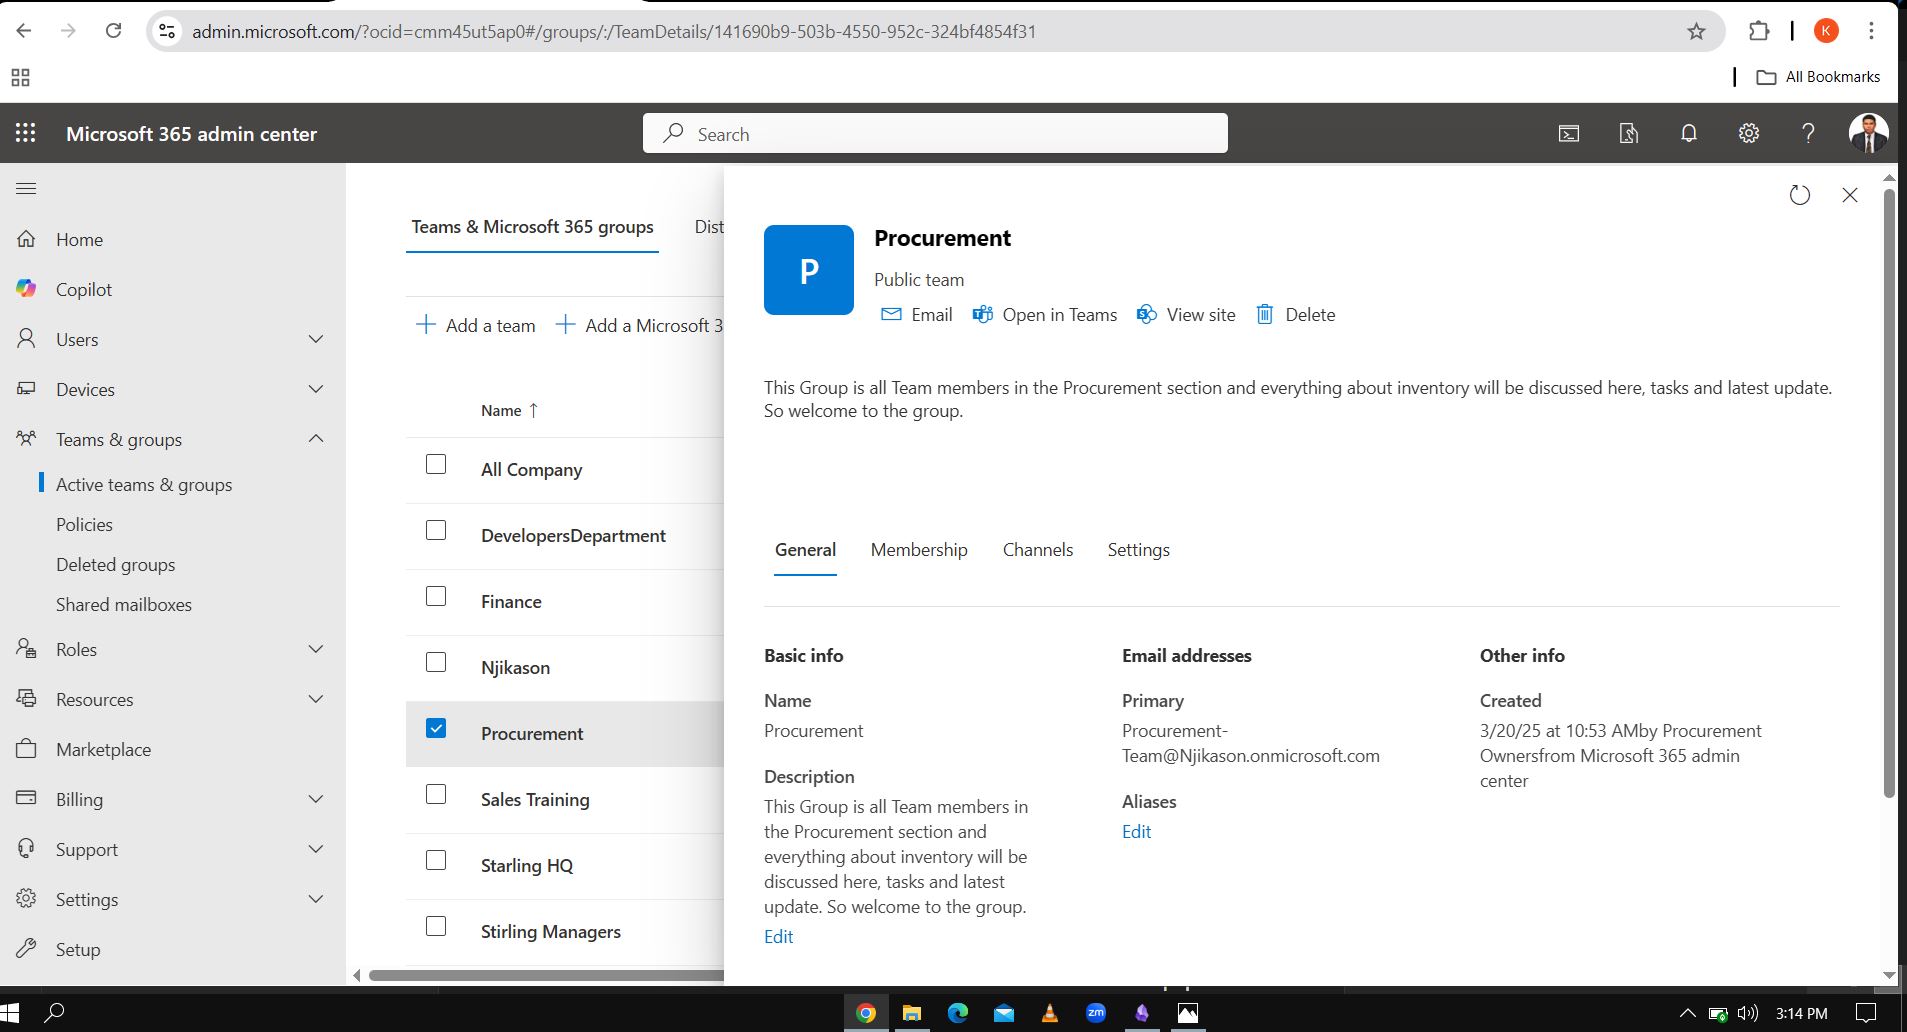 admin.microsoft.com/?ocid=cmm45ut5ap0#/groups/:/TeamDetails/141690b9-503b-4550-952c-324bf4854f31
K
All Bookmarks
Microsoft 365 admin center
Search
Home
Copilot
Users
Devices
Teams & groups
Active teams & groups
Policies
Deleted groups
Shared mailboxes
Roles
Resources
Marketplace
Billing
Support
Settings
Setup
Teams & Microsoft 365 groups
Dist
Add a team
Add a Microsoft 3
Name ↑
All Company
DevelopersDepartment
Finance
Njikason
Procurement
Sales Training
Starling HQ
Stirling Managers
P
Procurement
Public team
Email
Open in Teams
View site
Delete
This Group is all Team members in the Procurement section and everything about inventory will be discussed here, tasks and latest update.
So welcome to the group.
General
Membership
Channels
Settings
Basic info
Name
Procurement
Description
This Group is all Team members in
the Procurement section and
everything about inventory will be
discussed here, tasks and latest
update. So welcome to the group.
Edit
Email addresses
Primary
Procurement-
Team@Njikason.onmicrosoft.com
Aliases
Edit
Other info
Created
3/20/25 at 10:53 AMby Procurement
Ownersfrom Microsoft 365 admin
center
zm
3:14 PM